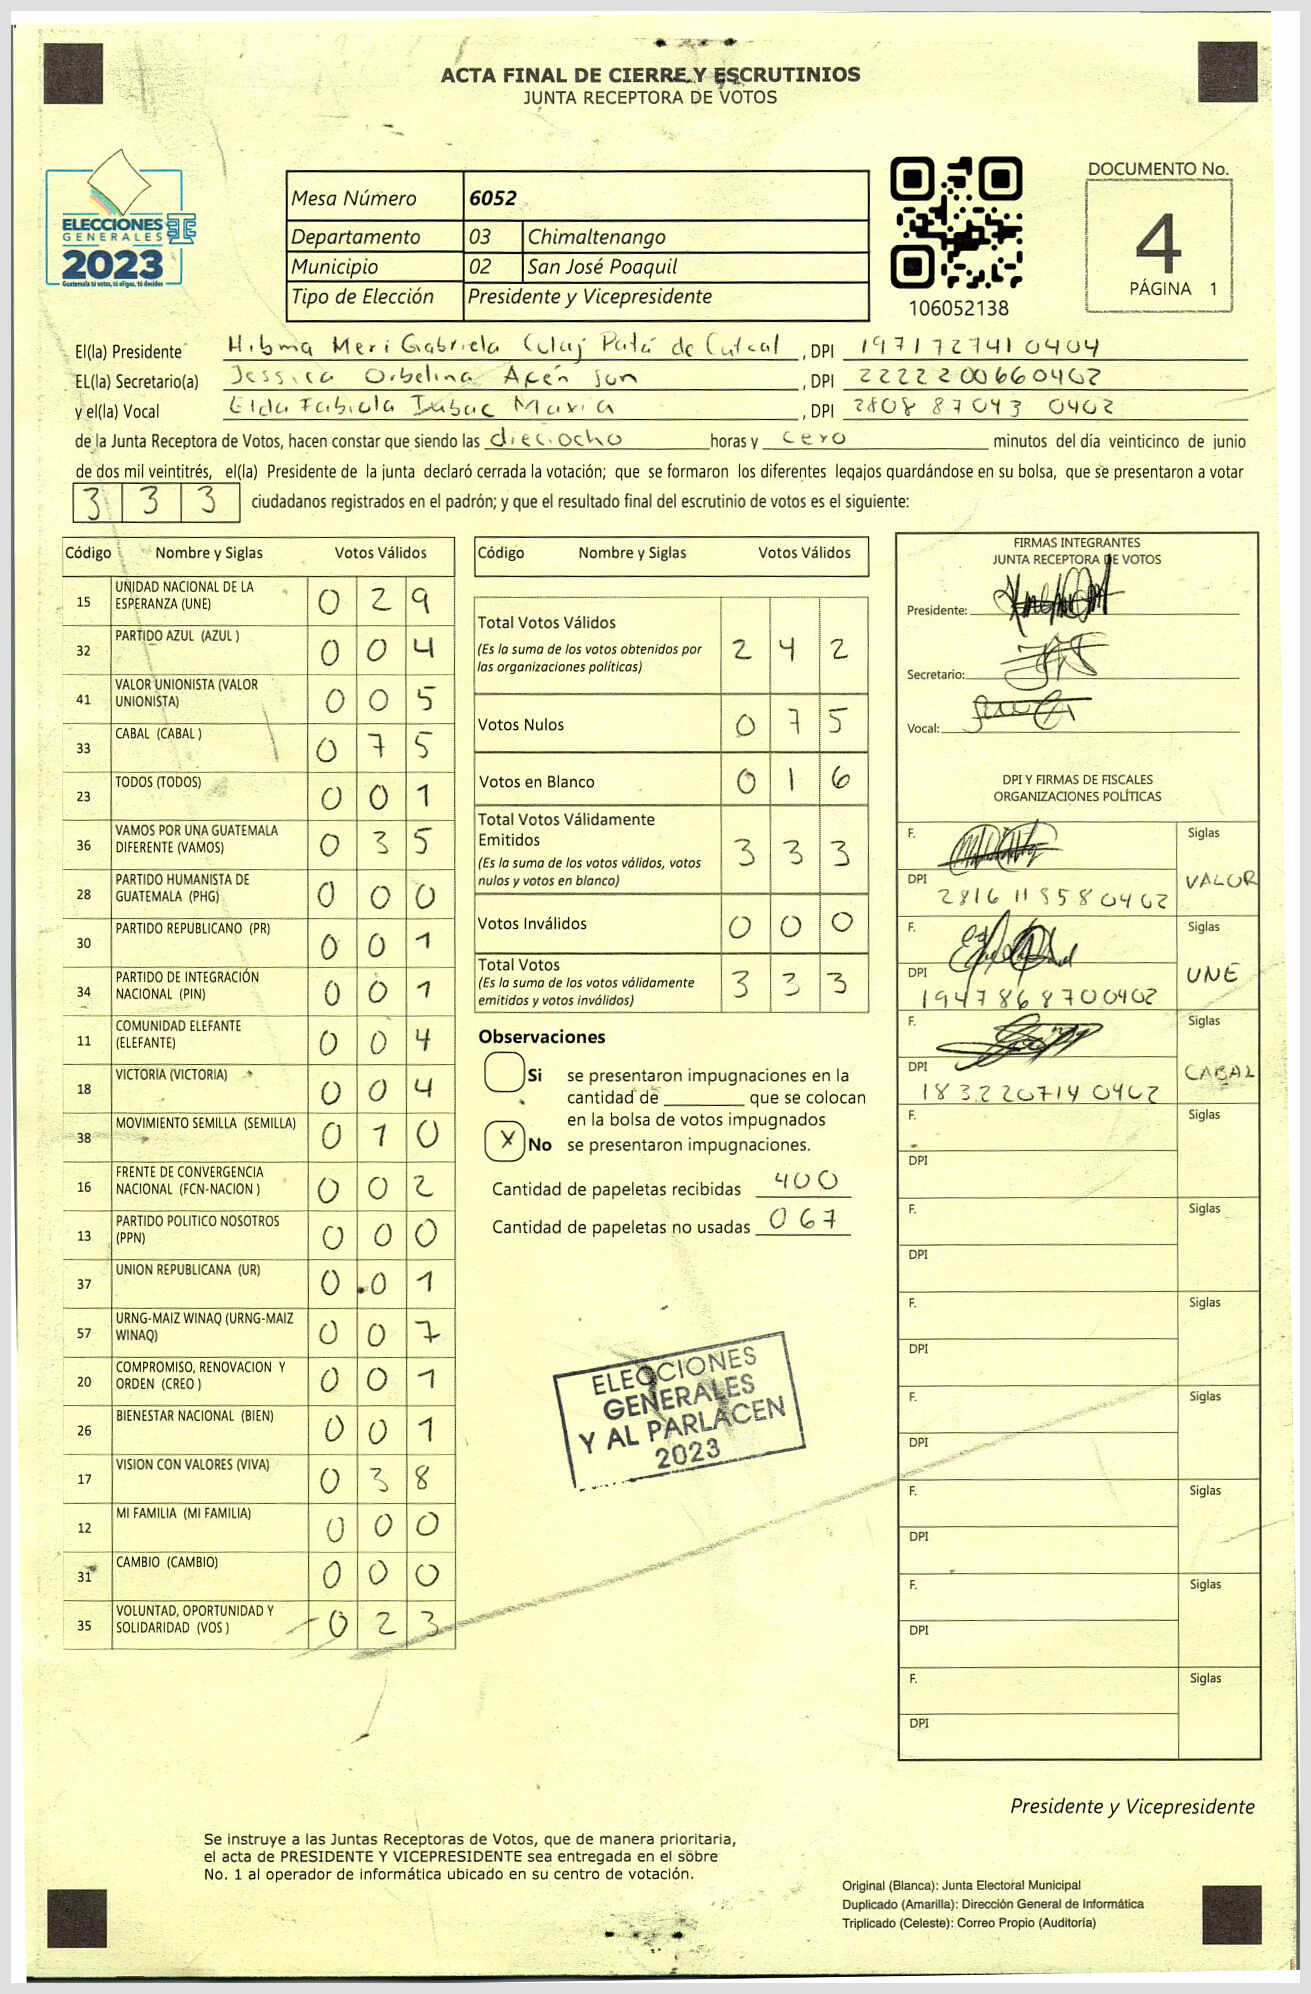 ACTA FINAL DE CIERRE Y ESCRUTINIOS
JUNTA RECEPTORA DE VOTOS
ELECCIONES
GENERALES
2023
Guatemala tú votas, tú eliges, tú decides
Mesa Número 6052
Departamento 03 Chimaltenango
Municipio 02 San José Poaquil
Tipo de Elección Presidente y Vicepresidente
106052138
DOCUMENTO No.
4
PÁGINA 1
El(la) Presidente Meri Gabriela de , DPI 1971727410404
EL(la) Secretario(a) Jessica Orbelina , DPI 2222200660402
y el(la) Vocal Elda Fabiola , DPI 2808 87043 0402
de la Junta Receptora de Votos, hacen constar que siendo las dieciocho horas y cero minutos del día veinticinco de junio
de dos mil veintitrés, el(la) Presidente de la junta declaró cerrada la votación; que se formaron los diferentes legajos guardándose en su bolsa, que se presentaron a votar
3 3 3 ciudadanos registrados en el padrón; y que el resultado final del escrutinio de votos es el siguiente:
Código Nombre y Siglas Votos Válidos
15 UNIDAD NACIONAL DE LA ESPERANZA (UNE) 0 2 9
32 PARTIDO AZUL (AZUL ) 0 0 4
41 VALOR UNIONISTA (VALOR UNIONISTA) 0 0 5
33 CABAL (CABAL ) 0 7 5
23 TODOS (TODOS) 0 0 1
36 VAMOS POR UNA GUATEMALA DIFERENTE (VAMOS) 0 3 5
28 PARTIDO HUMANISTA DE GUATEMALA (PHG) 0 0 0
30 PARTIDO REPUBLICANO (PR) 0 0 1
34 PARTIDO DE INTEGRACIÓN NACIONAL (PIN) 0 0 1
11 COMUNIDAD ELEFANTE (ELEFANTE) 0 0 4
18 VICTORIA (VICTORIA) 0 0 4
38 MOVIMIENTO SEMILLA (SEMILLA) 0 1 0
16 FRENTE DE CONVERGENCIA NACIONAL (FCN-NACION ) 0 0 2
13 PARTIDO POLITICO NOSOTROS (PPN) 0 0 0
37 UNION REPUBLICANA (UR) 0 0 1
57 URNG-MAIZ WINAQ (URNG-MAIZ WINAQ) 0 0 7
20 COMPROMISO, RENOVACION Y ORDEN (CREO ) 0 0 1
26 BIENESTAR NACIONAL (BIEN) 0 0 1
17 VISION CON VALORES (VIVA) 0 3 8
12 MI FAMILIA (MI FAMILIA) 0 0 0
31 CAMBIO (CAMBIO) 0 0 0
35 VOLUNTAD, OPORTUNIDAD Y SOLIDARIDAD (VOS ) 0 2 3
Código Nombre y Siglas Votos Válidos
Total Votos Válidos 2 4 2
(Es la suma de los votos obtenidos por
las organizaciones políticas)
Votos Nulos 0 7 5
Votos en Blanco 0 1 6
Total Votos Válidamente
Emitidos 3 3 3
(Es la suma de los votos válidos, votos
nulos y votos en blanco)
Votos Inválidos 0 0 0
Total Votos 3 3 3
(Es la suma de los votos válidamente
emitidos y votos inválidos)
Observaciones
Si se presentaron impugnaciones en la
cantidad de ________ que se colocan
en la bolsa de votos impugnados
X No se presentaron impugnaciones.
Cantidad de papeletas recibidas 400
Cantidad de papeletas no usadas 067
ELECCIONES
GENERALES
Y AL PARLACEN
2023
FIRMAS INTEGRANTES
JUNTA RECEPTORA DE VOTOS
Presidente:
Secretario:
Vocal:
DPI Y FIRMAS DE FISCALES
ORGANIZACIONES POLÍTICAS
F. Siglas
VALOR
DPI
2816 11958 0402
F. Siglas
UNE
DPI
1947868700402
F. Siglas
CABAL
DPI
183220714 0402
F. Siglas
DPI
F. Siglas
DPI
F. Siglas
DPI
F. Siglas
DPI
F. Siglas
DPI
F. Siglas
DPI
F. Siglas
DPI
Presidente y Vicepresidente
Se instruye a las Juntas Receptoras de Votos, que de manera prioritaria,
el acta de PRESIDENTE Y VICEPRESIDENTE sea entregada en el sobre
No. 1 al operador de informática ubicado en su centro de votación.
Original (Blanca): Junta Electoral Municipal
Duplicado (Amarilla): Dirección General de Informática
Triplicado (Celeste): Correo Propio (Auditoría)